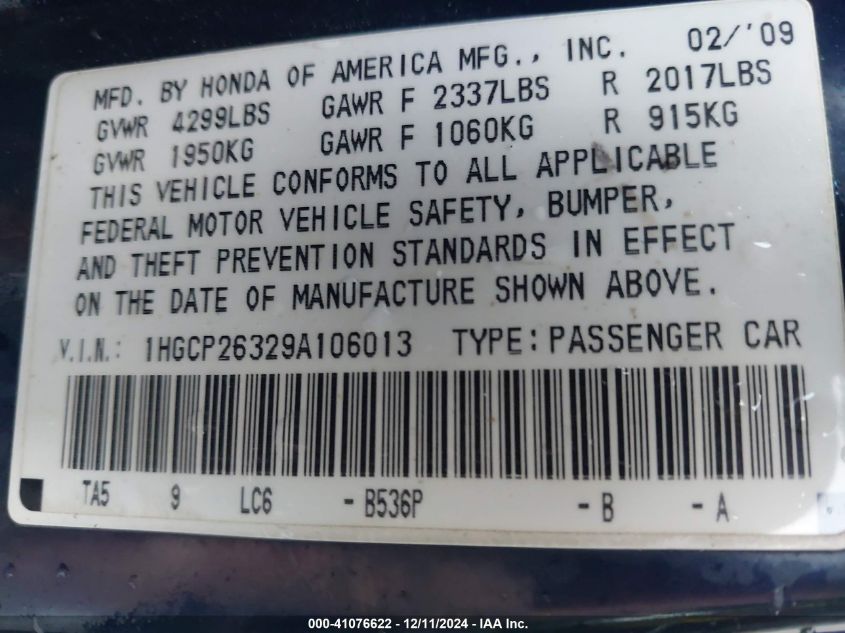 MFD. BY HONDA OF AMERICA MFG., INC. 02/'09
GVWR 4299LBS GAWR F 2337LBS R 2017LBS
GVWR 1950KG GAWR F 1060KG R 915KG
THIS VEHICLE CONFORMS TO ALL APPLICABLE
FEDERAL MOTOR VEHICLE SAFETY, BUMPER,
AND THEFT PREVENTION STANDARDS IN EFFECT
ON THE DATE OF MANUFACTURE SHOWN ABOVE.
V.I.N.: 1HGCP26329A106013 TYPE:PASSENGER CAR
TA5 9 LC6 -B536P -B -A
000-41076622 - 12/11/2024 - IAA Inc.